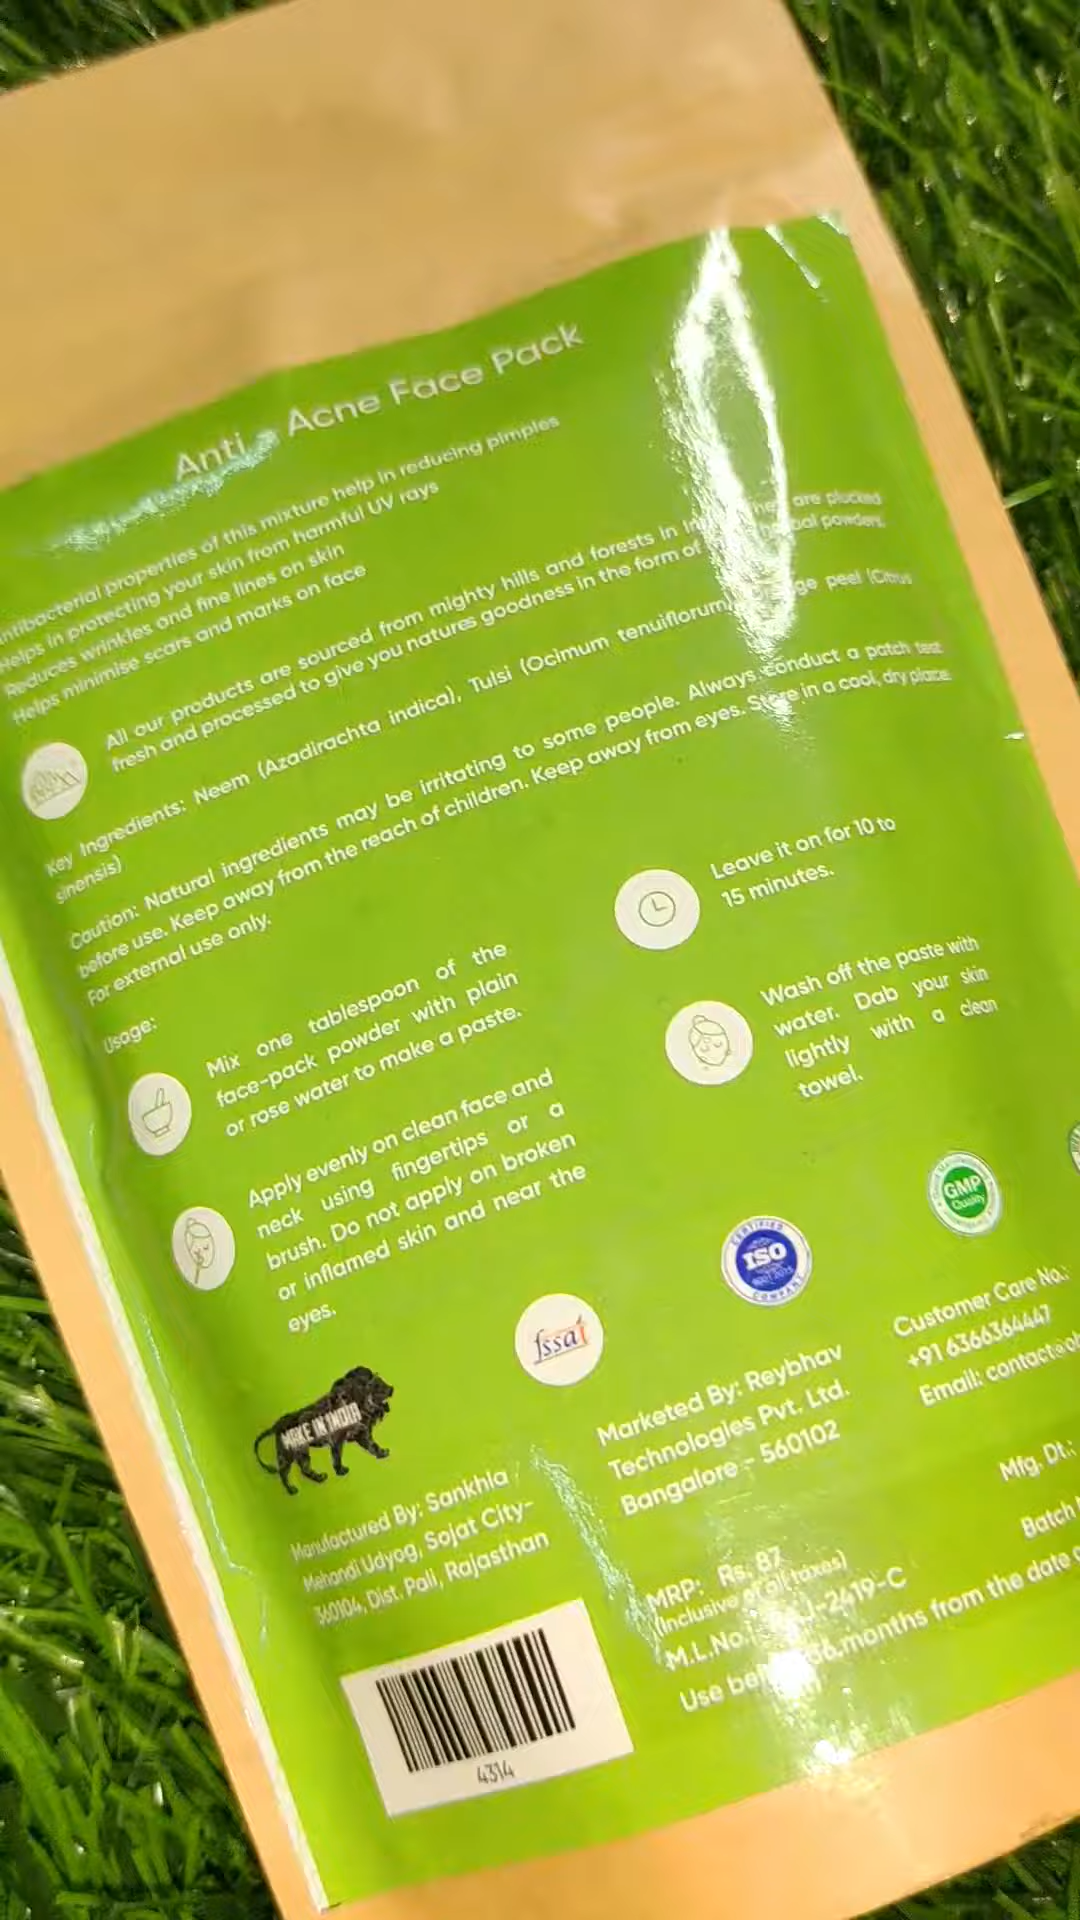 Anti - Acne Face Pack
ntibacterial properties of this mixture help in reducing pimples
Helps in protecting your skin from harmful UV rays
Reduces wrinkles and fine lines on skin
Helps minimise scars and marks on face
All our products are sourced from mighty hills and forests in are plucked
fresh and processed to give you natures goodness in the form of powders.
Key Ingredients: Neem (Azadirachta indica), Tulsi (Ocimum tenuiflorum) peel (Citrus
sinensis)
Caution: Natural ingredients may be irritating to some people. Always conduct a patch test
before use. Keep away from the reach of children. Keep away from eyes. Store in a cool, dry place.
For external use only.
Usage:
Mix one tablespoon of the
face-pack powder with plain
or rose water to make a paste.
Apply evenly on clean face and
neck using fingertips or a
brush. Do not apply on broken
or inflamed skin and near the
eyes.
Leave it on for 10 to
15 minutes.
Wash off the paste with
water. Dab your skin
lightly with a clean
towel.
MAKE IN INDIA
fssai
CERTIFIED
ISO
COMPANY
GMP
Quality
Manufactured By: Sankhla
Mehandi Udyog, Sojat City-
Dist. Pali, Rajasthan
4314
Marketed By: Reybhav
Technologies Pvt. Ltd.
Bangalore - 560102
Customer Care No.:
+91 6366364447
Email: contact@ol
MRP: Rs. 87
(Inclusive of all taxes)
M.L.No. -2419-C
Use months from the date
Mfg. Dt.:
Batch